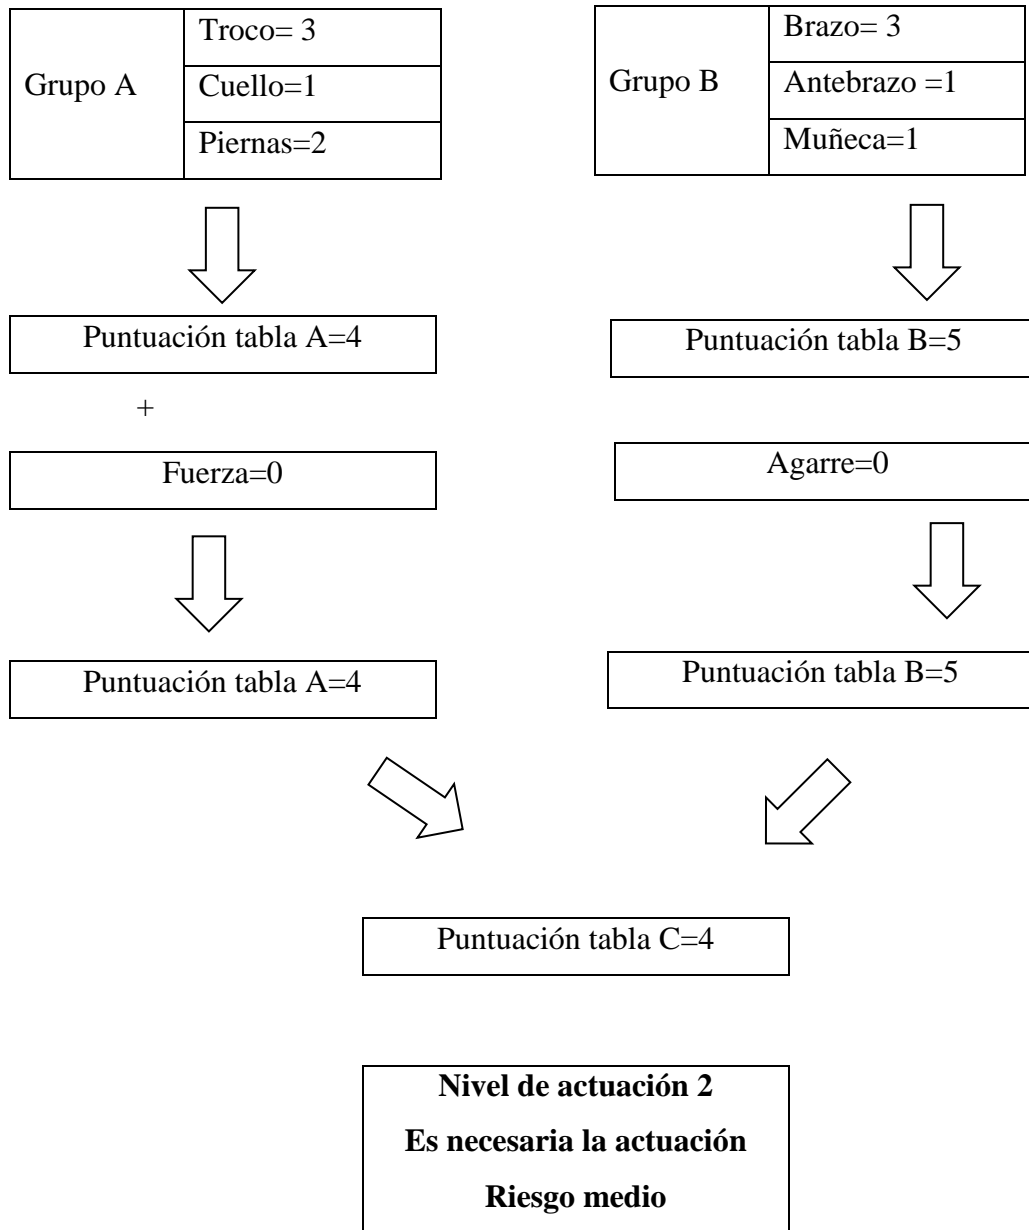 Grupo A
Troco= 3
Cuello=1
Piernas=2
Grupo B
Brazo= 3
Antebrazo =1
Muñeca=1
Puntuación tabla A=4
Puntuación tabla B=5
+
Fuerza=0
Agarre=0
Puntuación tabla A=4
Puntuación tabla B=5
Puntuación tabla C=4
Nivel de actuación 2
Es necesaria la actuación
Riesgo medio